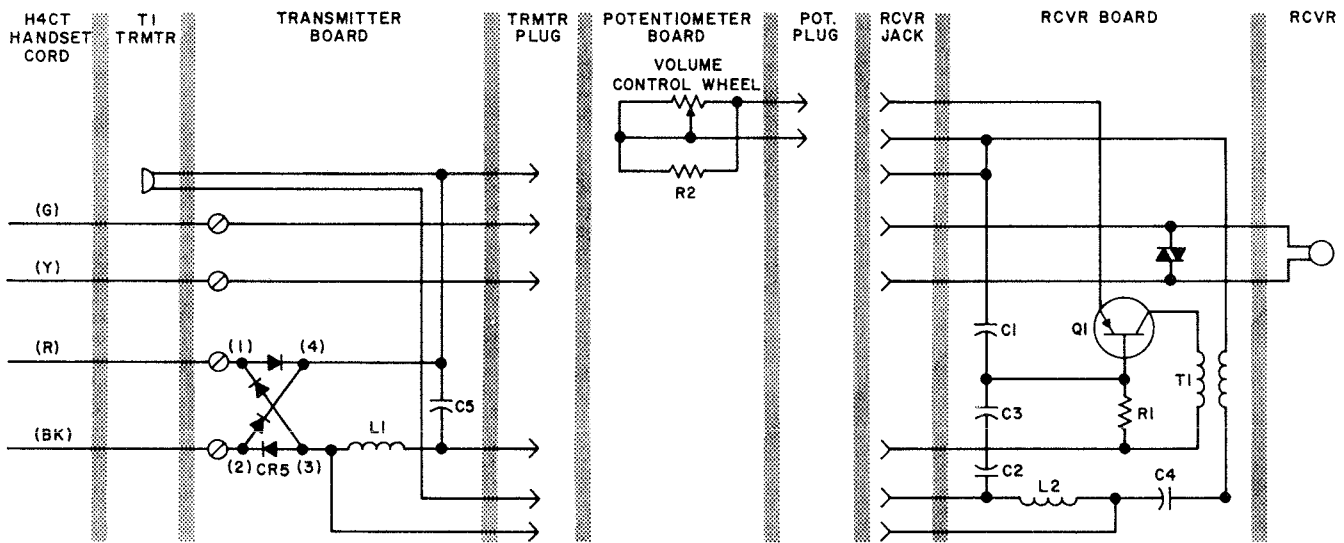 H4CT
HANDSET
CORD
T1
TRMTR
TRANSMITTER
BOARD
TRMTR
PLUG
POTENTIOMETER
BOARD
POT.
PLUG
RCVR
JACK
RCVR BOARD
RCVR
VOLUME
CONTROL WHEEL
R2
(G)
(Y)
(R)
(1)
(4)
C5
(BK)
(2)
CR5
(3)
L1
C1
Q1
T1
C3
R1
C2
L2
C4